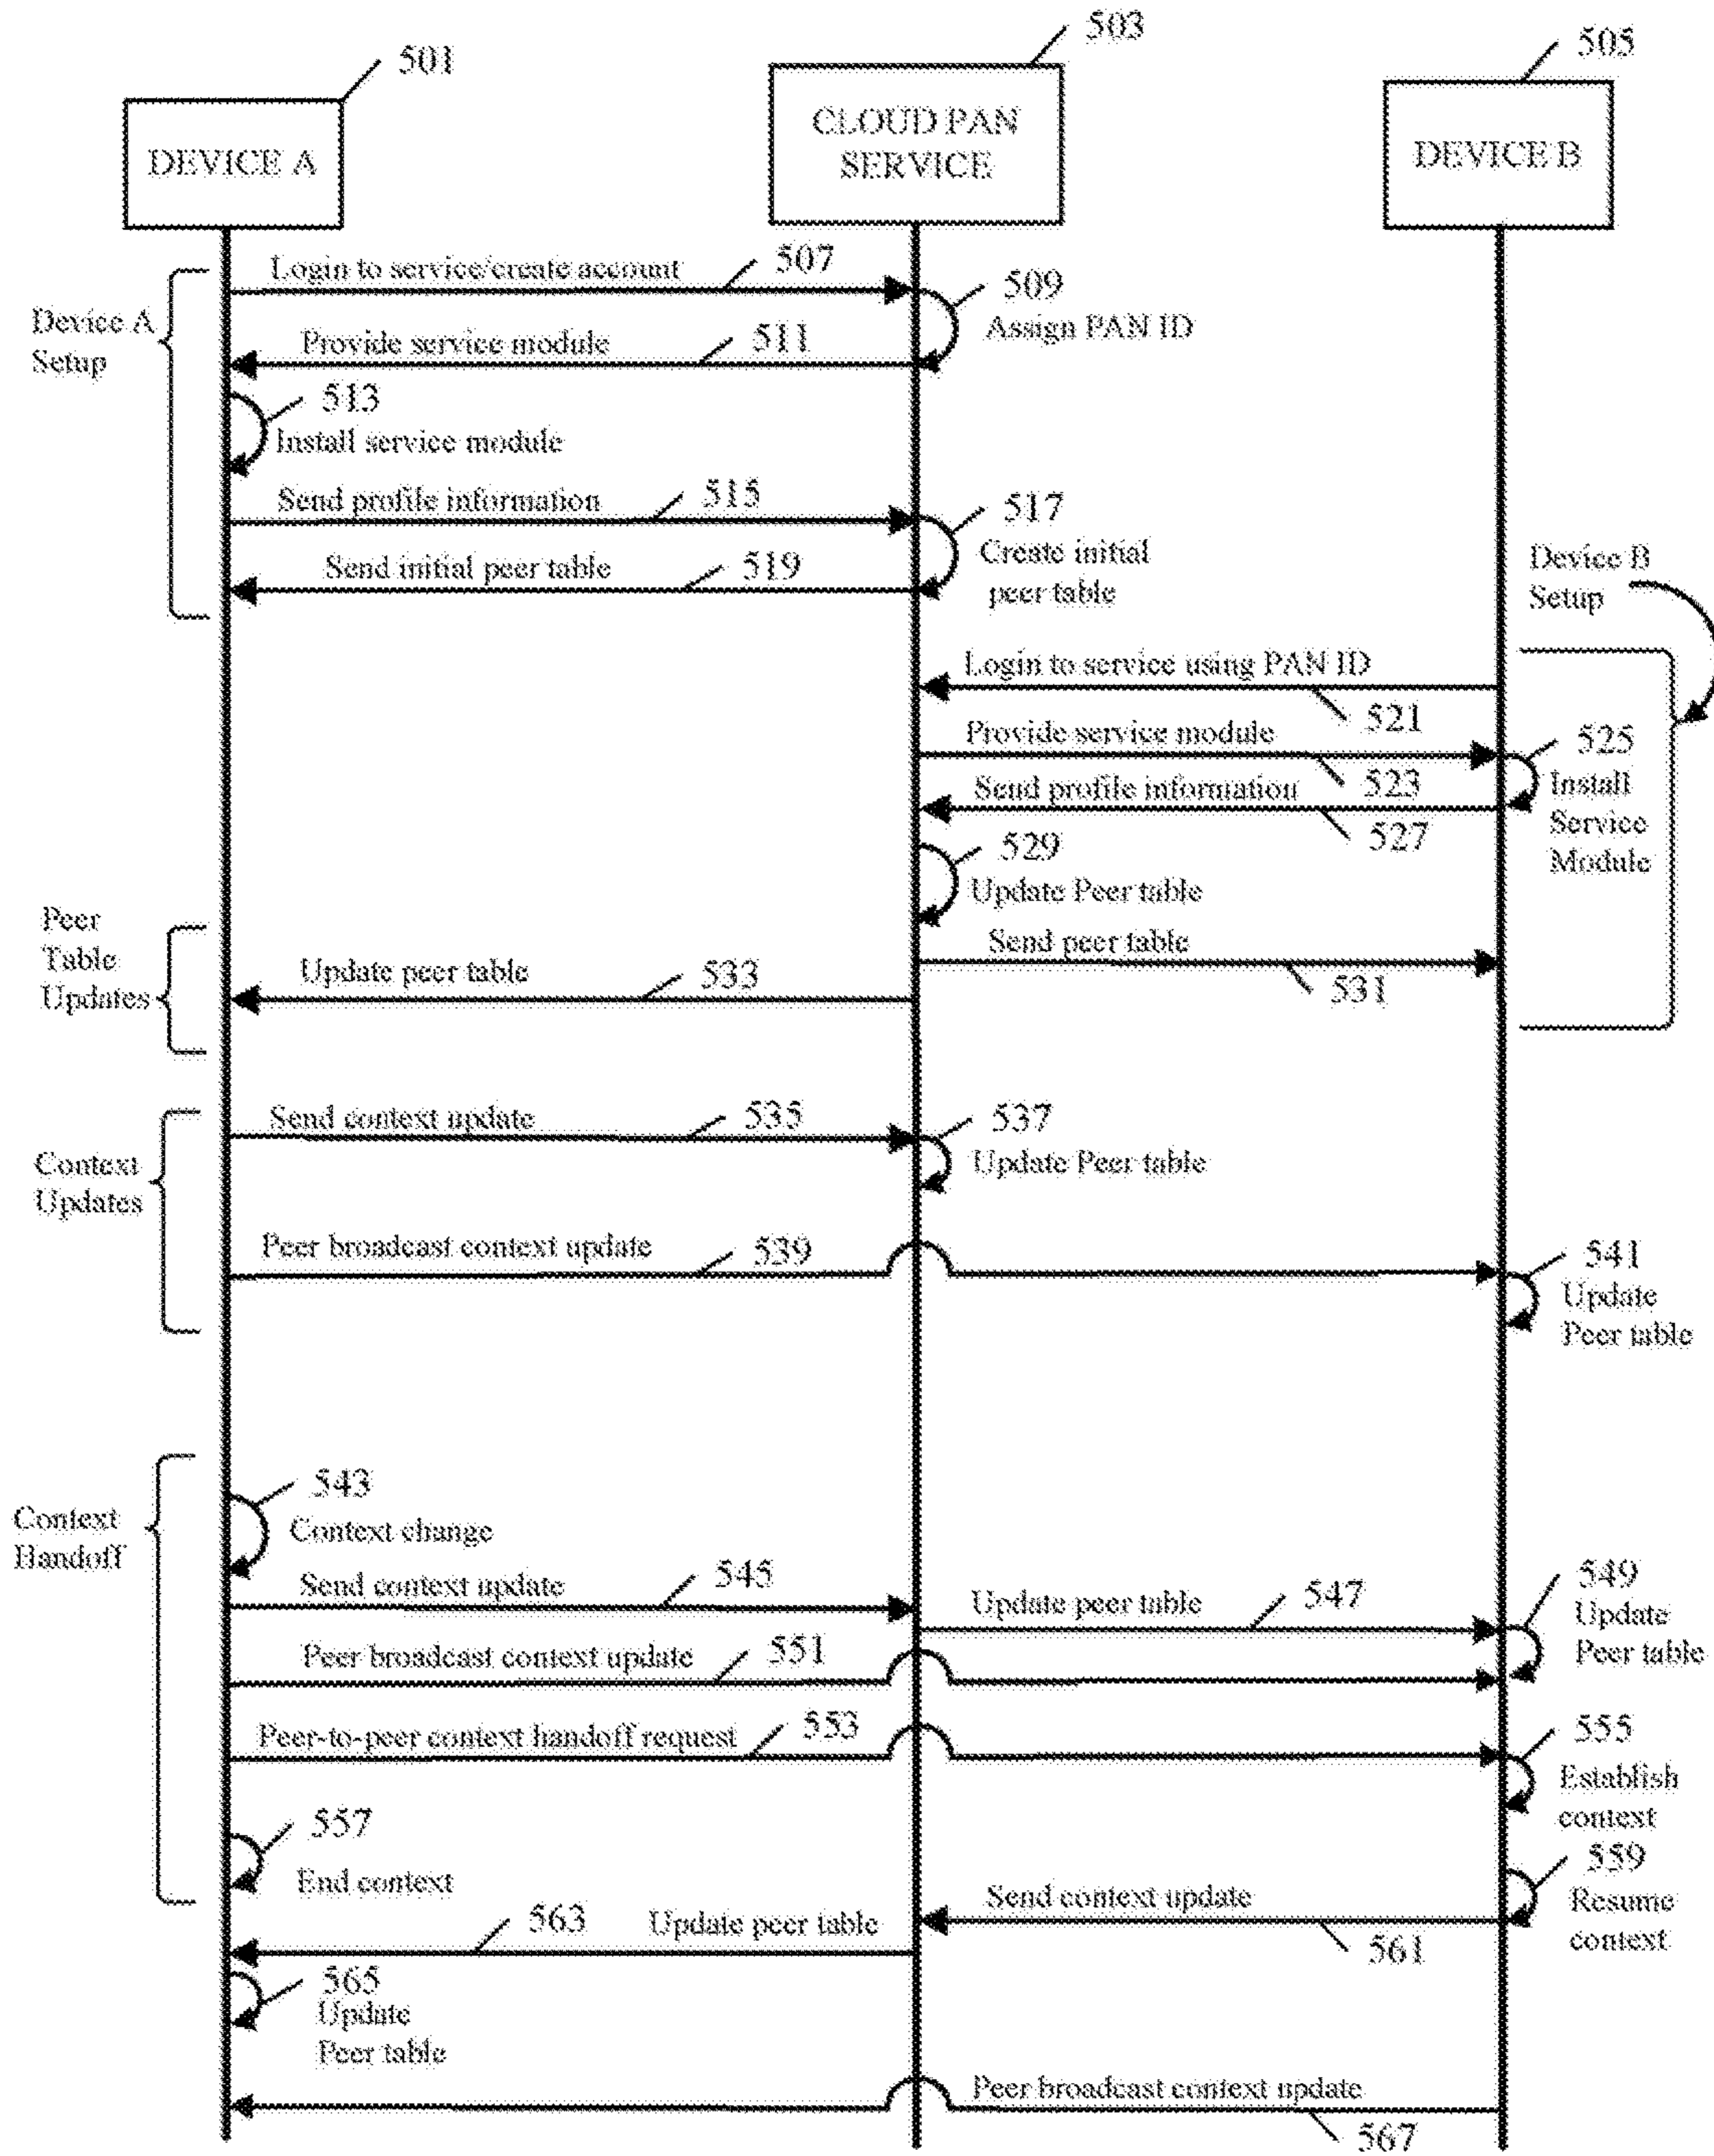 501
503
505
DEVICE A
CLOUD PAN
SERVICE
DEVICE B
Login to service/create account
507
509
Assign PAN ID
Device A
Setup
Provide service module
511
513
Install service module
Send profile information
515
517
Create initial
peer table
Send initial peer table
519
Device B
Setup
Login to service using PAN ID
521
Provide service module
523
525
Install
Service
Module
Send profile information
527
529
Update Peer table
Peer
Table
Updates
Send peer table
531
Update peer table
533
Context
Updates
Send context update
535
537
Update Peer table
Peer broadcast context update
539
541
Update
Peer table
Context
Handoff
543
Context change
Send context update
545
Update peer table
547
549
Update
Peer table
Peer broadcast context update
551
Peer-to-peer context handoff request
553
555
Establish
context
557
End context
559
Resume
context
Send context update
561
563
Update peer table
565
Update
Peer table
Peer broadcast context update
567